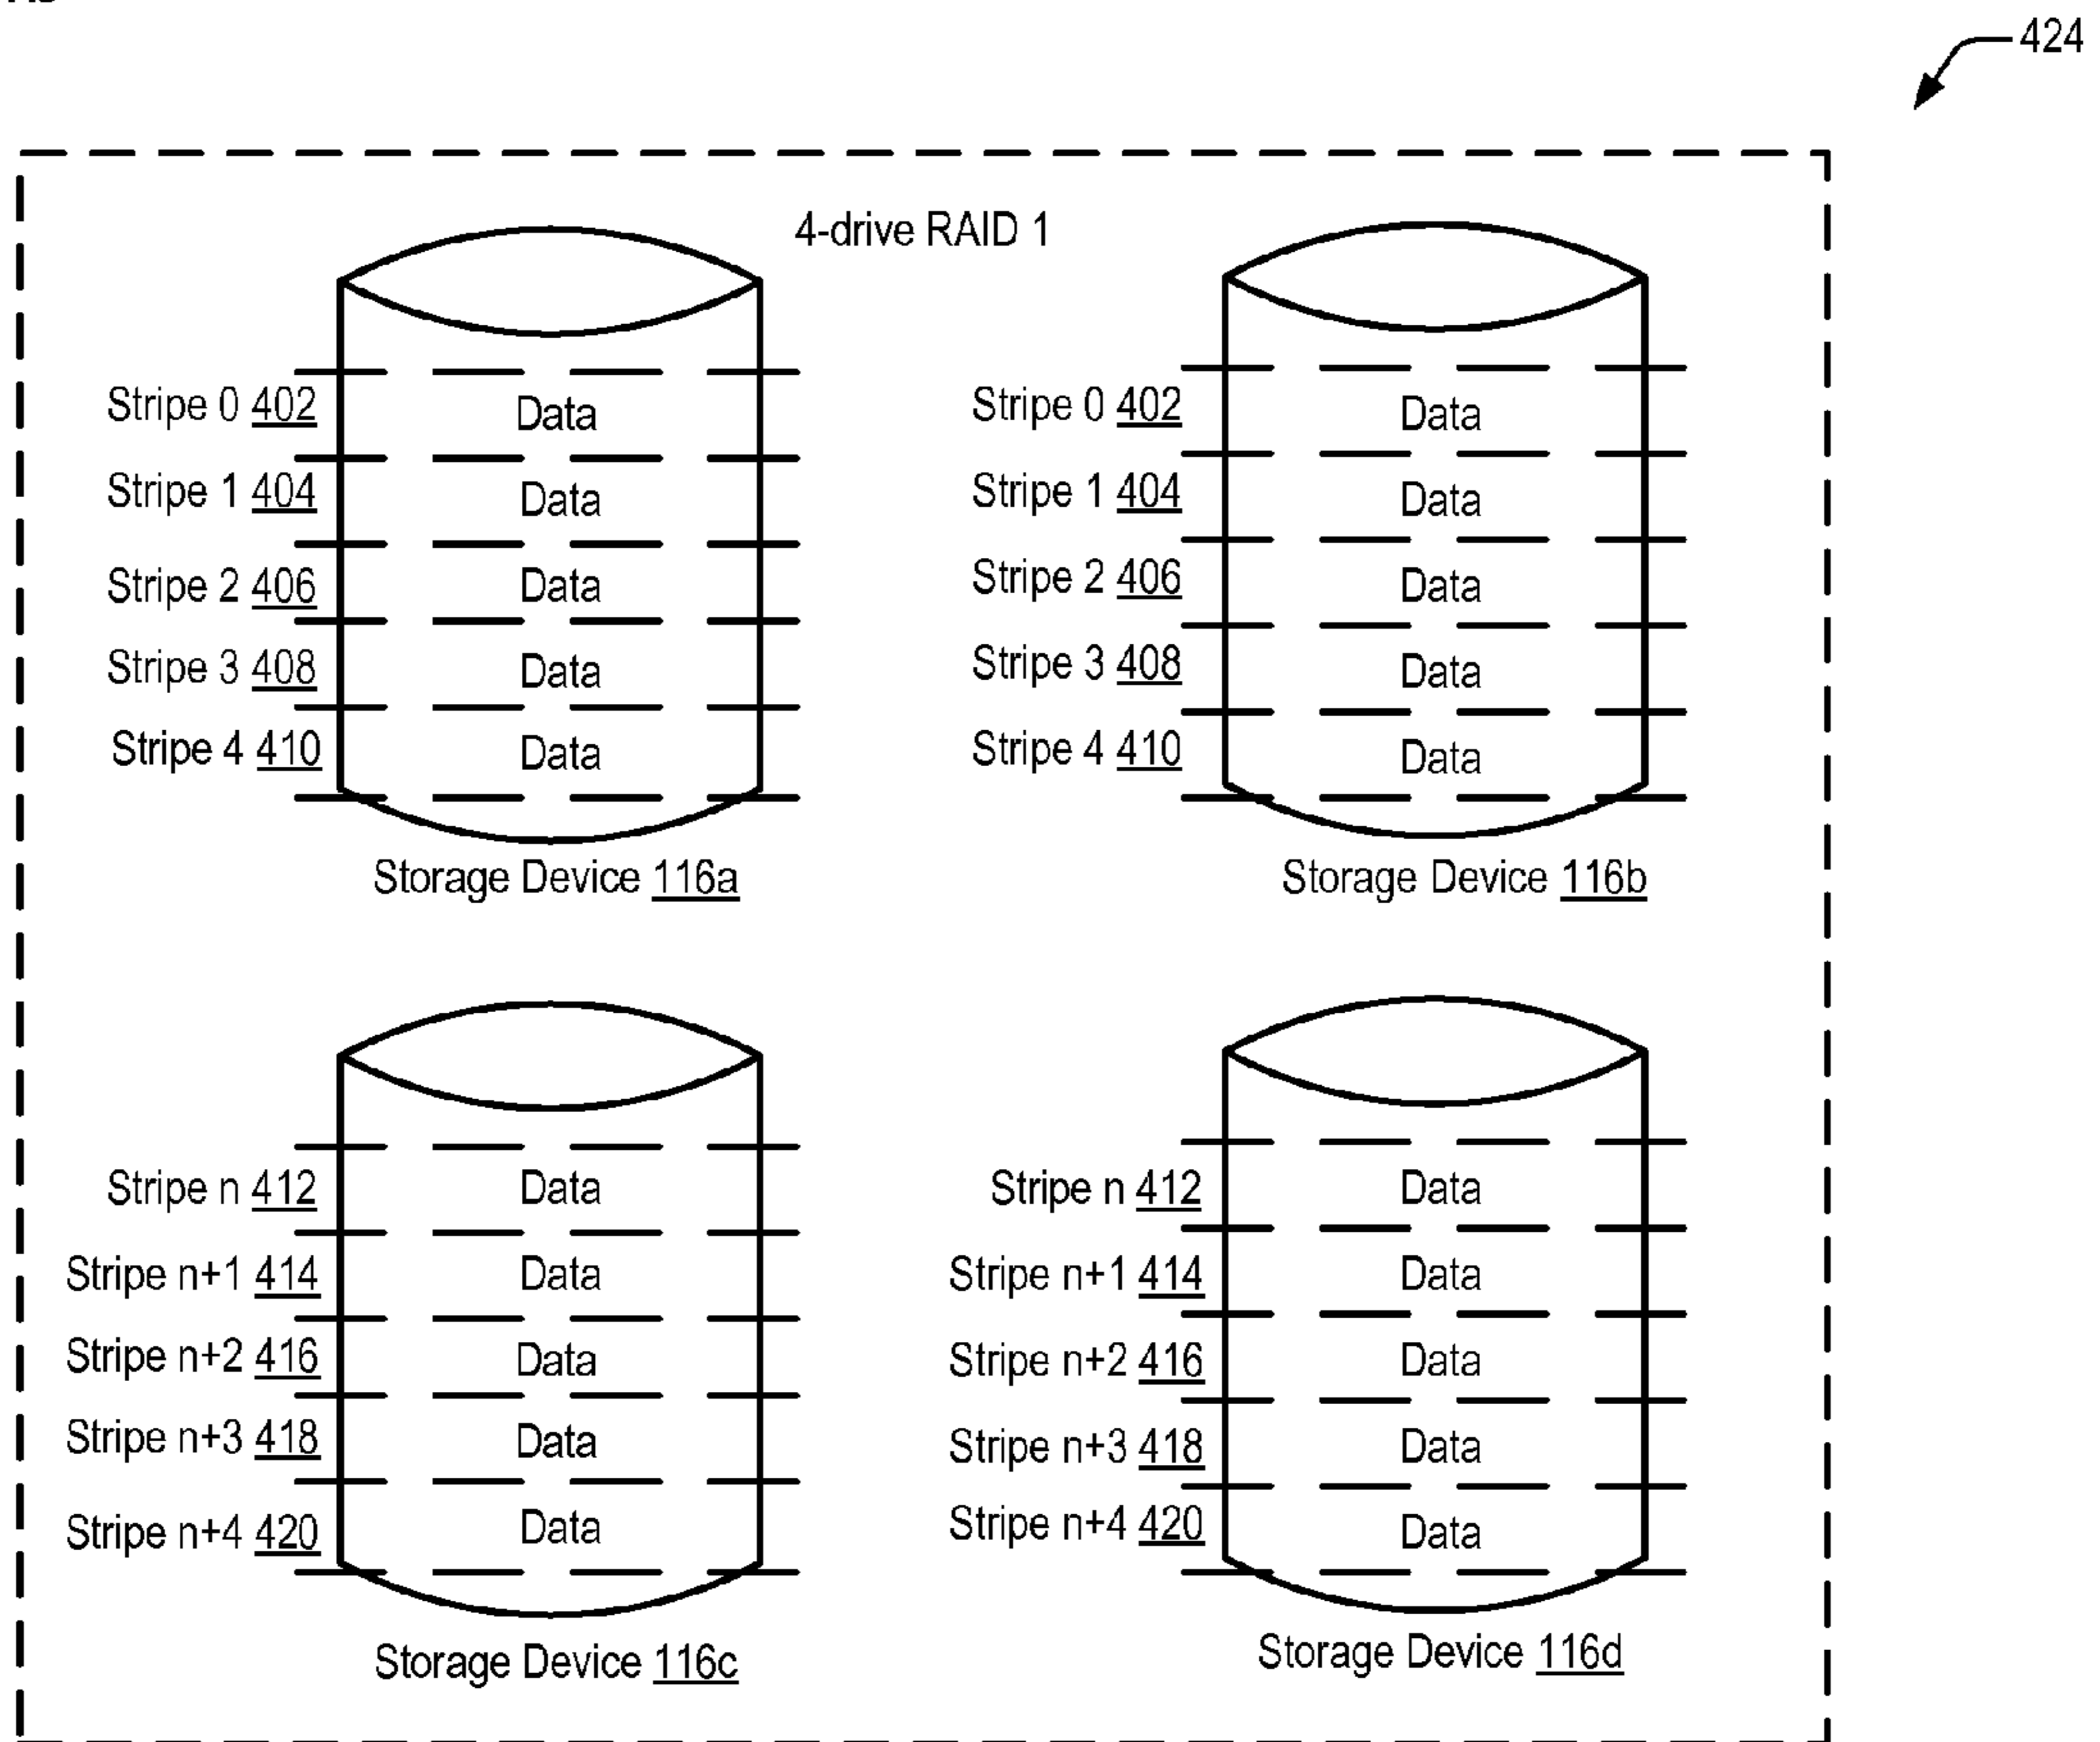 424
4-drive RAID 1
Stripe 0 402 Data
Stripe 1 404 Data
Stripe 2 406 Data
Stripe 3 408 Data
Stripe 4 410 Data
Storage Device 116a
Stripe 0 402 Data
Stripe 1 404 Data
Stripe 2 406 Data
Stripe 3 408 Data
Stripe 4 410 Data
Storage Device 116b
Stripe n 412 Data
Stripe n+1 414 Data
Stripe n+2 416 Data
Stripe n+3 418 Data
Stripe n+4 420 Data
Storage Device 116c
Stripe n 412 Data
Stripe n+1 414 Data
Stripe n+2 416 Data
Stripe n+3 418 Data
Stripe n+4 420 Data
Storage Device 116d